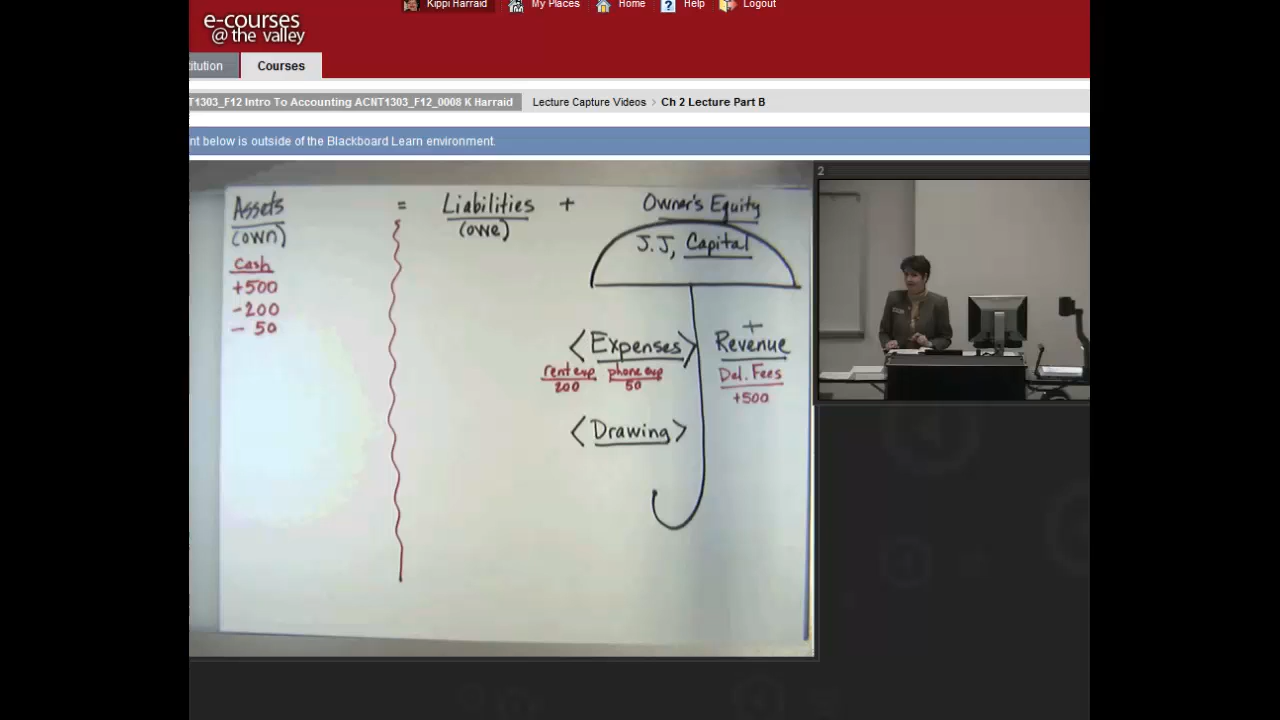 Kippi Harraid My Places Home Help Logout
e-courses
@ the valley
titution Courses
T1303_F12 Intro To Accounting ACNT1303_F12_0008 K Harraid Lecture Capture Videos > Ch 2 Lecture Part B
nt below is outside of the Blackboard Learn environment.
2
Assets = Liabilities + Owner's Equity
(own) (owe) J.J, Capital
Cash
+500
-200
- 50
+
<Expenses> Revenue
rent exp phone exp Del. Fees
200 50 +500
<Drawing>